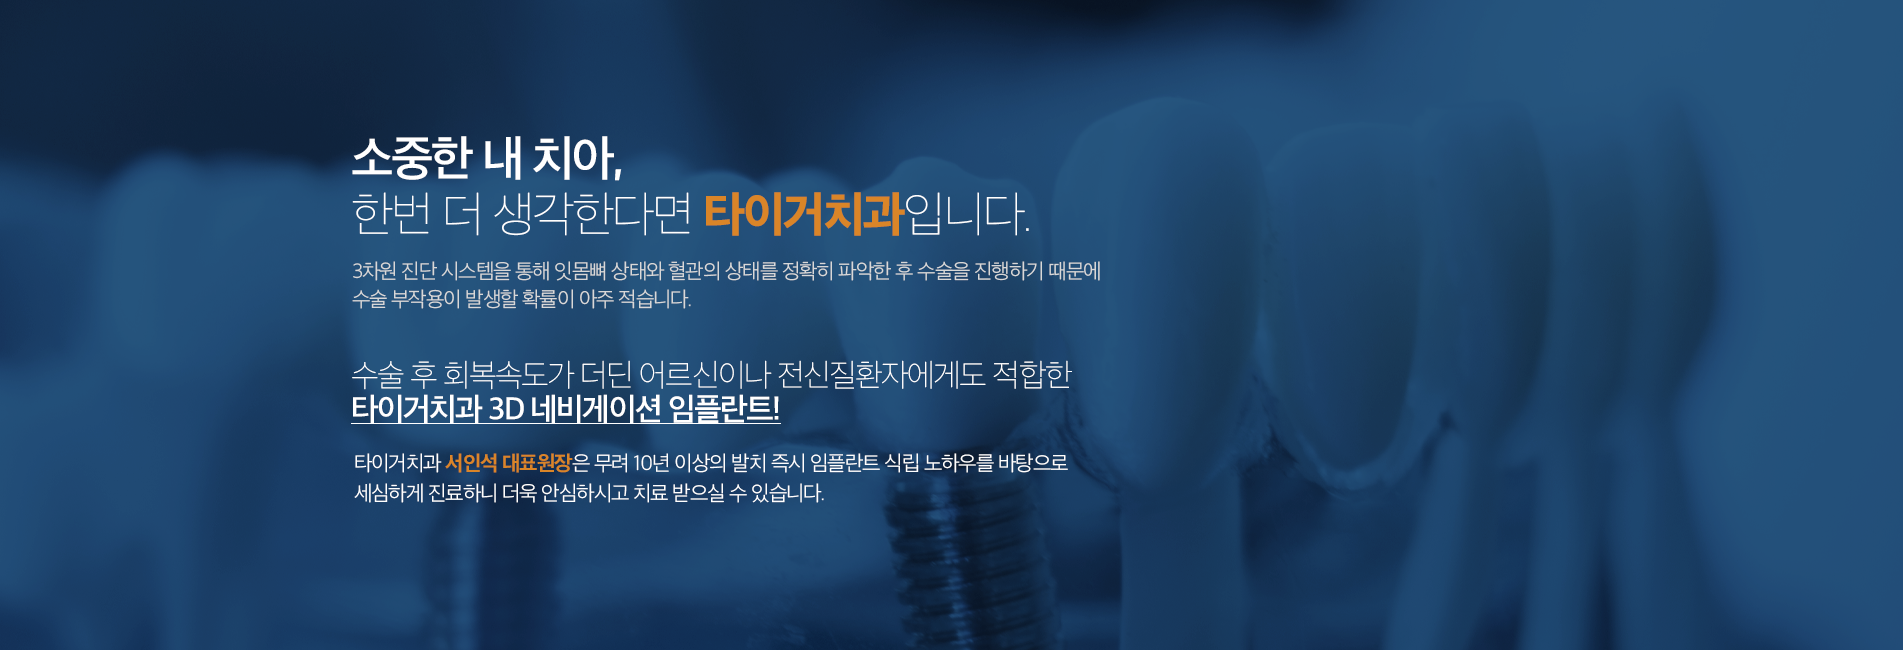 소중한 내 치아,
한번 더 생각한다면 타이거치과입니다.
3차원 진단 시스템을 통해 잇몸뼈 상태와 혈관의 상태를 정확히 파악한 후 수술을 진행하기 때문에
수술 부작용이 발생할 확률이 아주 적습니다.
수술 후 회복속도가 더딘 어르신이나 전신질환자에게도 적합한
타이거치과 3D 네비게이션 임플란트!
타이거치과 서인석 대표원장은 무려 10년 이상의 발치 즉시 임플란트 식립 노하우를 바탕으로
세심하게 진료하니 더욱 안심하시고 치료 받으실 수 있습니다.